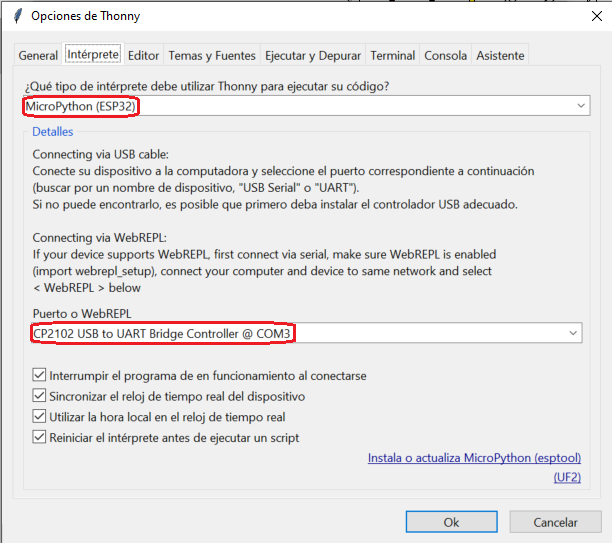 Opciones de Thonny
General Intérprete Editor Temas y Fuentes Ejecutar y Depurar Terminal Consola Asistente
¿Qué tipo de intérprete debe utilizar Thonny para ejecutar su código?
MicroPython (ESP32)
Detalles
Connecting via USB cable:
Conecte su dispositivo a la computadora y seleccione el puerto correspondiente a continuación
(buscar por un nombre de dispositivo, "USB Serial" o "UART").
Si no puede encontrarlo, es posible que primero deba instalar el controlador USB adecuado.
Connecting via WebREPL:
If your device supports WebREPL, first connect via serial, make sure WebREPL is enabled
(import webrepl_setup), connect your computer and device to same network and select
< WebREPL > below
Puerto o WebREPL
CP2102 USB to UART Bridge Controller @ COM3
Interrumpir el programa de en funcionamiento al conectarse
Sincronizar el reloj de tiempo real del dispositivo
Utilizar la hora local en el reloj de tiempo real
Reiniciar el intérprete antes de ejecutar un script
Instala o actualiza MicroPython (esptool)
(UF2)
Ok Cancelar